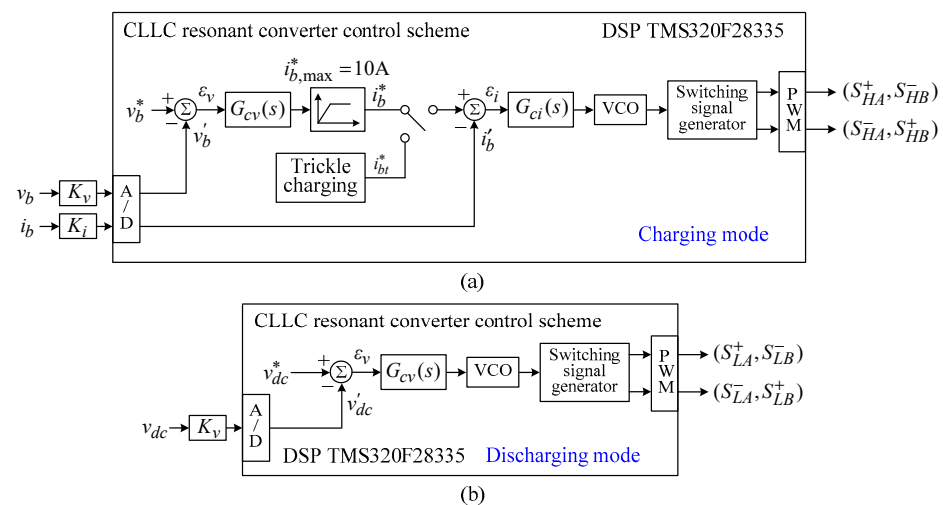 CLLC resonant converter control scheme
DSP TMS320F28335
i*b,max = 10A
v*b
+
Σ
−
εv
v′b
Gcv(s)
i*b
+
Σ
−
εi
i′b
Gci(s)
VCO
Switching
signal
generator
PWM
(S+HA, S−HB)
(S−HA, S+HB)
Trickle
charging
i*bt
vb
Kv
A/D
ib
Ki
Charging mode
(a)
CLLC resonant converter control scheme
v*dc
+
Σ
−
εv
v′dc
Gcv(s)
VCO
Switching
signal
generator
PWM
(S+LA, S−LB)
(S−LA, S+LB)
vdc
Kv
A/D
DSP TMS320F28335
Discharging mode
(b)